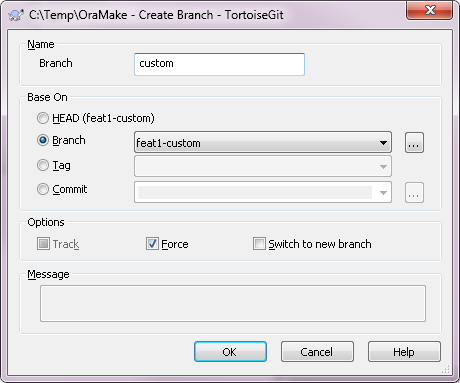 C:\Temp\OraMake - Create Branch - TortoiseGit
Name
Branch custom
Base On
HEAD (feat1-custom)
Branch feat1-custom ...
Tag
Commit ...
Options
Track Force Switch to new branch
Message
OK Cancel Help